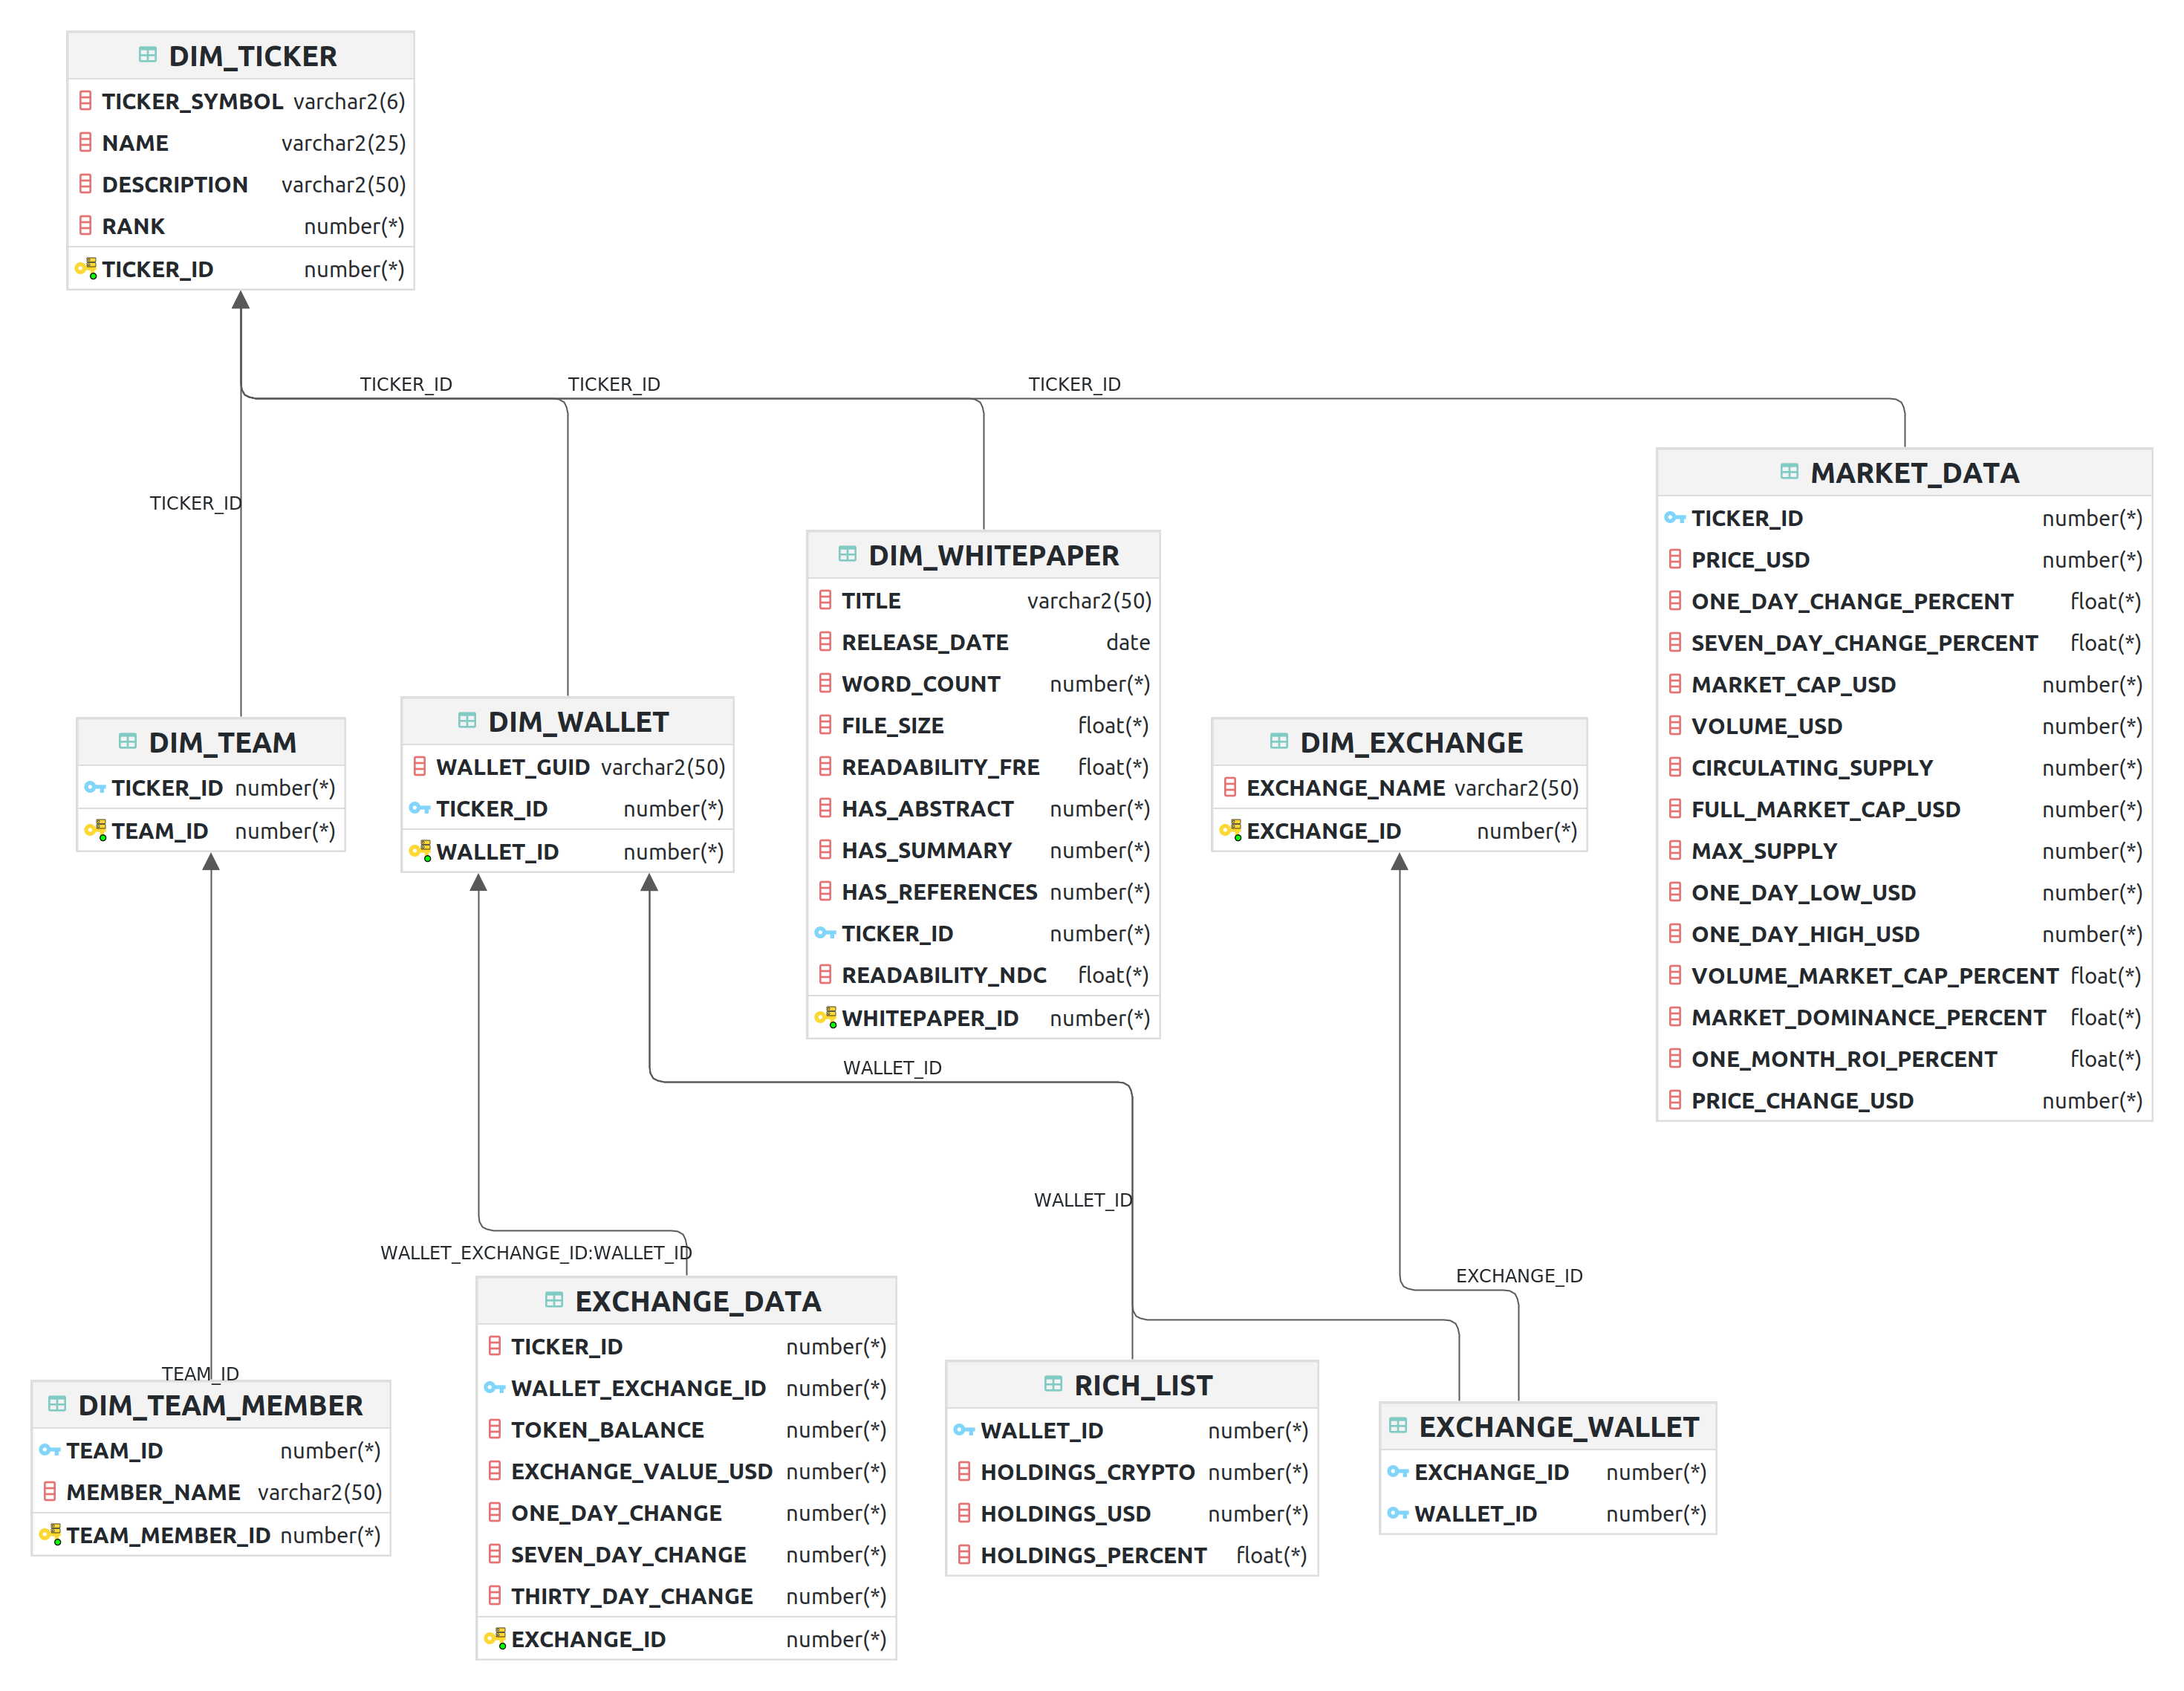 DIM_TICKER
TICKER_SYMBOL varchar2(6)
NAME varchar2(25)
DESCRIPTION varchar2(50)
RANK number(*)
TICKER_ID number(*)
TICKER_ID
TICKER_ID
TICKER_ID
TICKER_ID
MARKET_DATA
TICKER_ID number(*)
PRICE_USD number(*)
ONE_DAY_CHANGE_PERCENT float(*)
SEVEN_DAY_CHANGE_PERCENT float(*)
MARKET_CAP_USD number(*)
VOLUME_USD number(*)
CIRCULATING_SUPPLY number(*)
FULL_MARKET_CAP_USD number(*)
MAX_SUPPLY number(*)
ONE_DAY_LOW_USD number(*)
ONE_DAY_HIGH_USD number(*)
VOLUME_MARKET_CAP_PERCENT float(*)
MARKET_DOMINANCE_PERCENT float(*)
ONE_MONTH_ROI_PERCENT float(*)
PRICE_CHANGE_USD number(*)
DIM_WHITEPAPER
TITLE varchar2(50)
RELEASE_DATE date
WORD_COUNT number(*)
FILE_SIZE float(*)
READABILITY_FRE float(*)
HAS_ABSTRACT number(*)
HAS_SUMMARY number(*)
HAS_REFERENCES number(*)
TICKER_ID number(*)
READABILITY_NDC float(*)
WHITEPAPER_ID number(*)
DIM_TEAM
TICKER_ID number(*)
TEAM_ID number(*)
DIM_WALLET
WALLET_GUID varchar2(50)
TICKER_ID number(*)
WALLET_ID number(*)
DIM_EXCHANGE
EXCHANGE_NAME varchar2(50)
EXCHANGE_ID number(*)
WALLET_ID
WALLET_ID
WALLET_EXCHANGE_ID:WALLET_ID
EXCHANGE_ID
TEAM_ID
DIM_TEAM_MEMBER
TEAM_ID number(*)
MEMBER_NAME varchar2(50)
TEAM_MEMBER_ID number(*)
EXCHANGE_DATA
TICKER_ID number(*)
WALLET_EXCHANGE_ID number(*)
TOKEN_BALANCE number(*)
EXCHANGE_VALUE_USD number(*)
ONE_DAY_CHANGE number(*)
SEVEN_DAY_CHANGE number(*)
THIRTY_DAY_CHANGE number(*)
EXCHANGE_ID number(*)
RICH_LIST
WALLET_ID number(*)
HOLDINGS_CRYPTO number(*)
HOLDINGS_USD number(*)
HOLDINGS_PERCENT float(*)
EXCHANGE_WALLET
EXCHANGE_ID number(*)
WALLET_ID number(*)